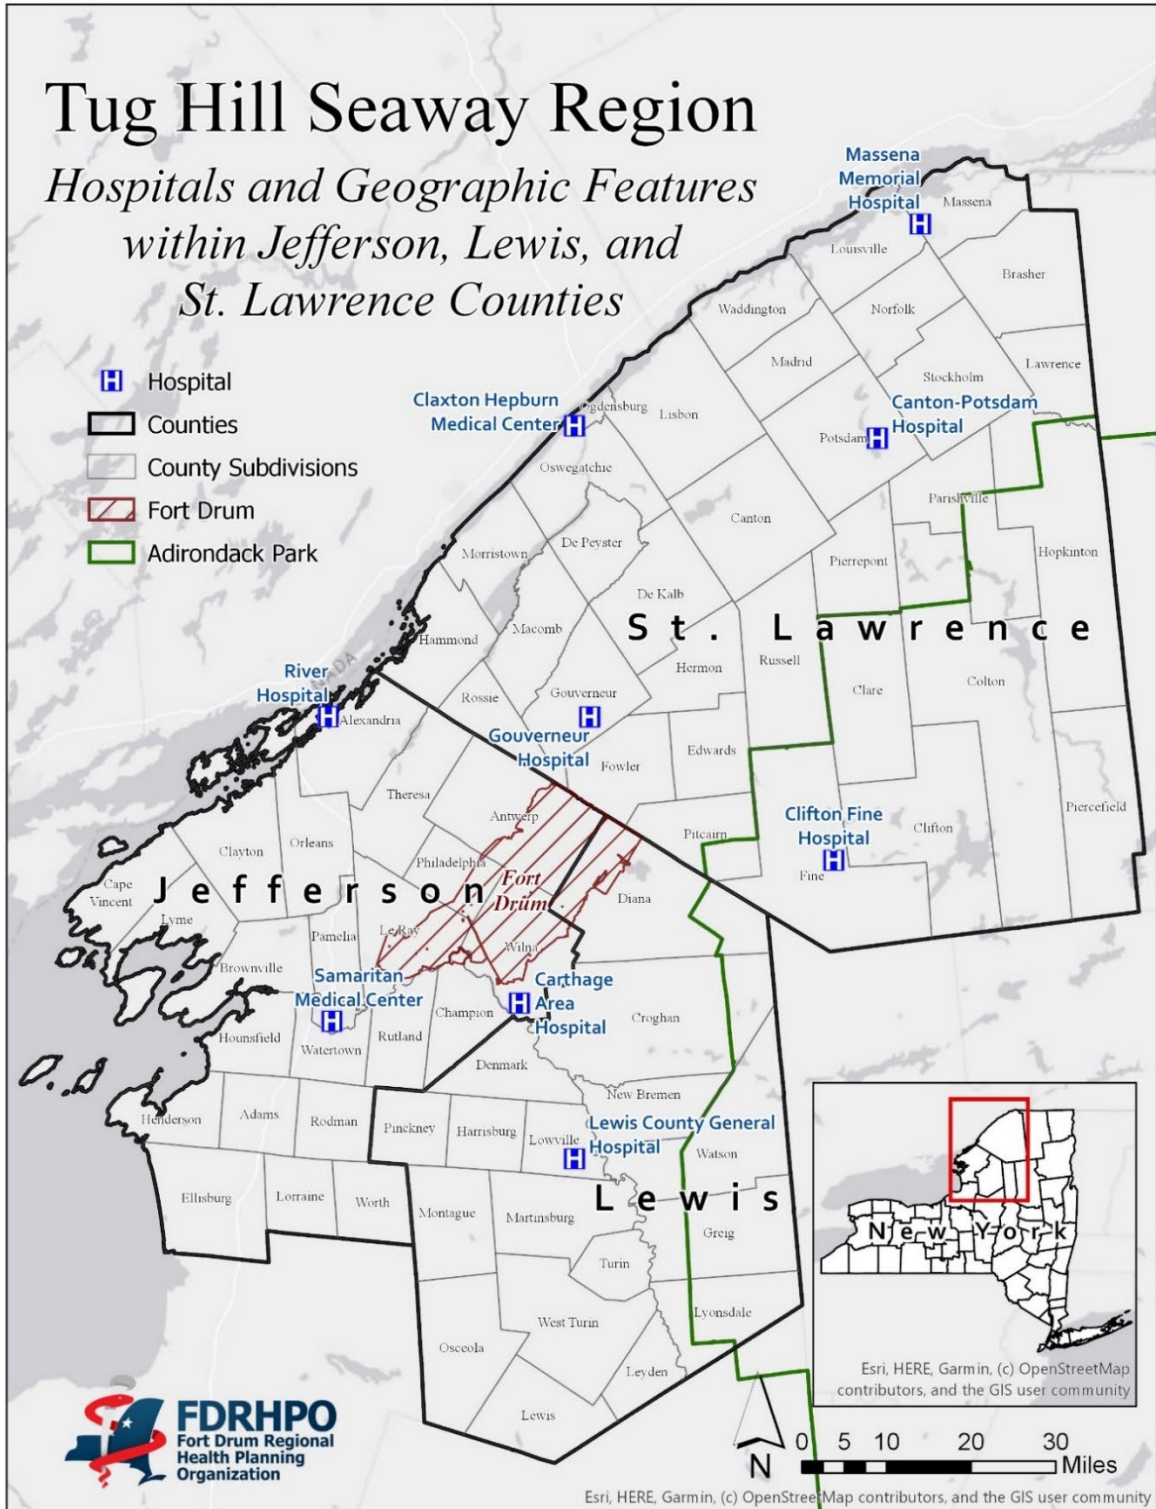 Tug Hill Seaway Region
Hospitals and Geographic Features
within Jefferson, Lewis, and
St. Lawrence Counties
Hospital
Counties
County Subdivisions
Fort Drum
Adirondack Park
Massena
Memorial
Hospital
H
Massena
Louisville
Brasher
Waddington
Norfolk
Madrid
Lawrence
Stockholm
Claxton Hepburn
Medical Center
H
Ogdensburg
Lisbon
Canton-Potsdam
Hospital
H
Potsdam
Oswegatchie
Canton
Parishville
Morristown
De Peyster
Pierrepont
Hopkinton
De Kalb
Hammond
Macomb
St. Lawrence
Hermon
Russell
River
Hospital
H
Alexandria
Rossie
Gouverneur
H
Gouverneur
Hospital
Clare
Colton
Edwards
Fowler
Theresa
Antwerp
Pitcairn
Clifton Fine
Hospital
H
Fine
Clifton
Piercefield
Clayton
Orleans
Philadelphia
Cape
Vincent
Jefferson
Fort
Drum
Diana
Lyme
Pamelia
Le Ray
Wilna
Brownville
Samaritan
Medical Center
H
Carthage
Area
Hospital
H
Champion
Croghan
Hounsfield
Watertown
Rutland
Denmark
New Bremen
Henderson
Adams
Rodman
Pinckney
Harrisburg
Lowville
Lewis County General
Hospital
H
Watson
Ellisburg
Lorraine
Worth
Montague
Martinsburg
Lewis
Greig
Turin
West Turin
Lyonsdale
Osceola
Leyden
Lewis
New York
Esri, HERE, Garmin, (c) OpenStreetMap
contributors, and the GIS user community
FDRHPO
Fort Drum Regional
Health Planning
Organization
N
0 5 10 20 30 Miles
Esri, HERE, Garmin, (c) OpenStreetMap contributors, and the GIS user community